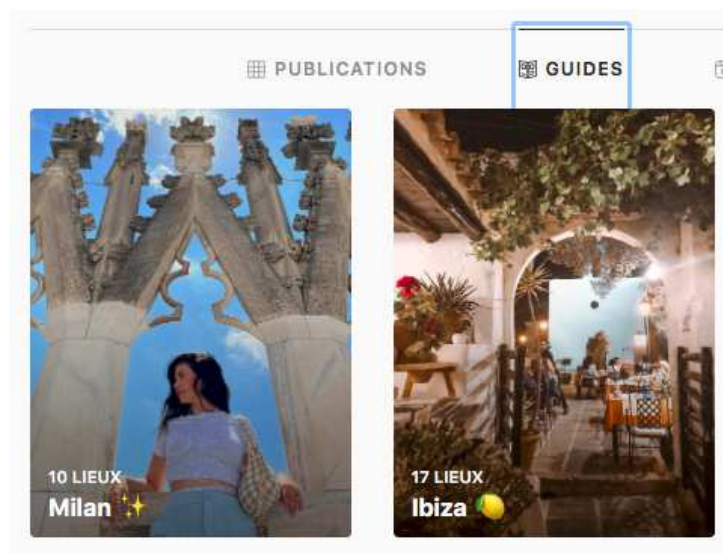 PUBLICATIONS
GUIDES
10 LIEUX
Milan ✨
17 LIEUX
Ibiza 🍋